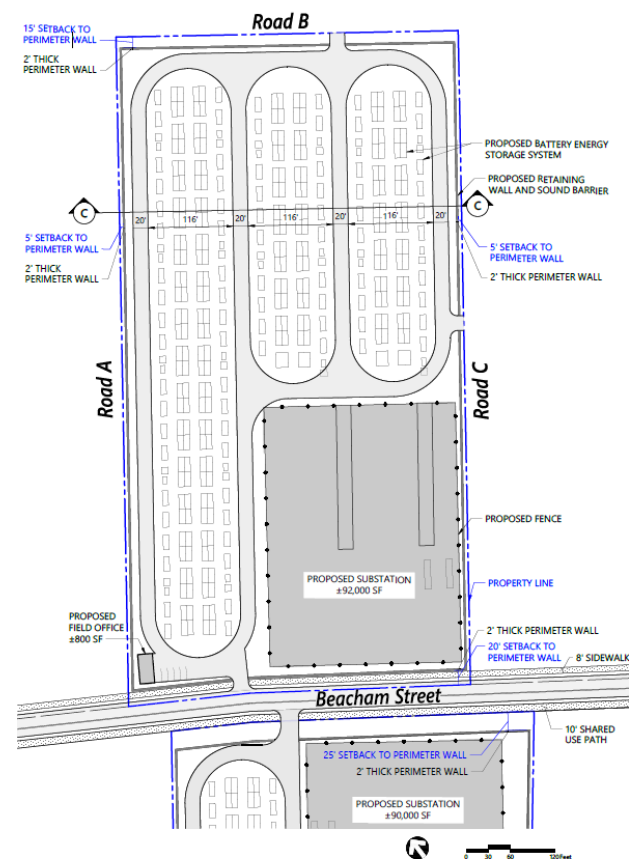 Road B
15' SETBACK TO
PERIMETER WALL
2' THICK
PERIMETER WALL
PROPOSED BATTERY ENERGY
STORAGE SYSTEM
PROPOSED RETAINING
WALL AND SOUND BARRIER
C
C
20'
116'
20'
116'
20'
116'
20'
5' SETBACK TO
PERIMETER WALL
2' THICK
PERIMETER WALL
5' SETBACK TO
PERIMETER WALL
2' THICK PERIMETER WALL
Road A
Road C
PROPOSED FENCE
PROPOSED SUBSTATION
±92,000 SF
PROPERTY LINE
PROPOSED
FIELD OFFICE
±800 SF
2' THICK PERIMETER WALL
20' SETBACK TO
PERIMETER WALL
8' SIDEWALK
Beacham Street
10' SHARED
USE PATH
25' SETBACK TO PERIMETER WALL
2' THICK PERIMETER WALL
PROPOSED SUBSTATION
±90,000 SF
0 30 60 120Feet